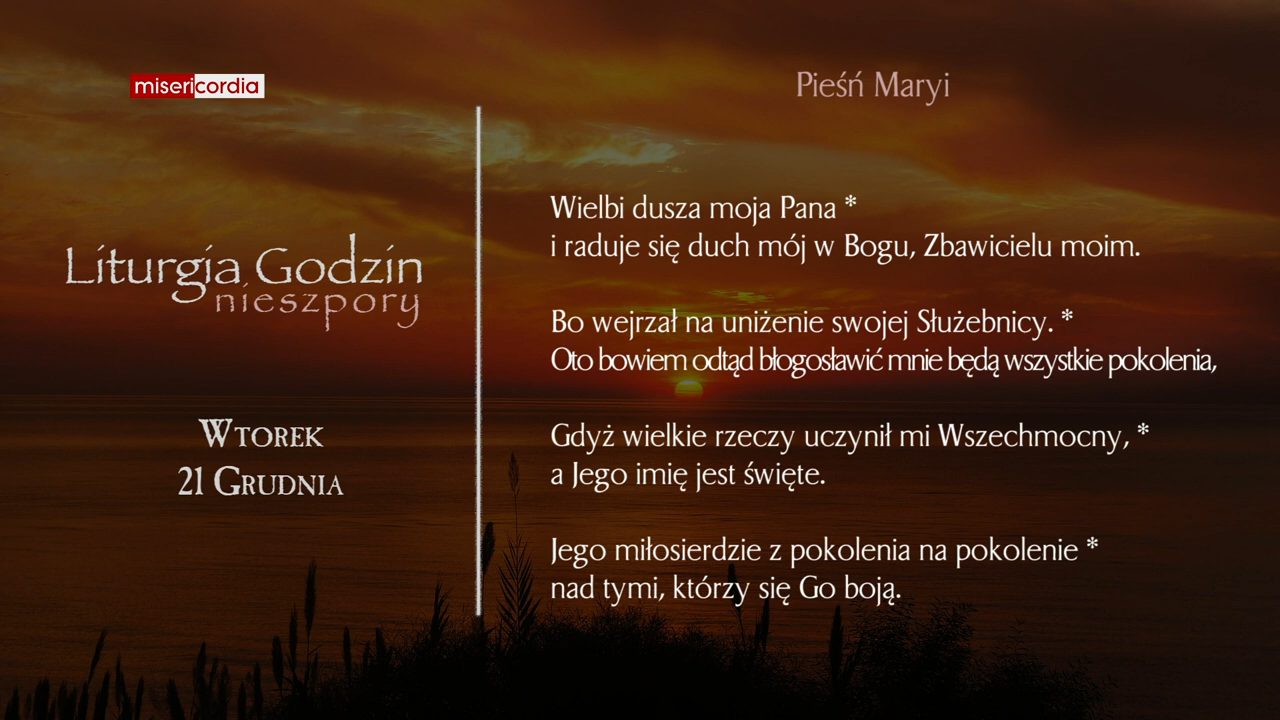 misericordia
Liturgia Godzin
nieszpory
Wtorek
21 Grudnia
Pieśń Maryi
Wielbi dusza moja Pana *
i raduje się duch mój w Bogu, Zbawicielu moim.
Bo wejrzał na uniżenie swojej Służebnicy. *
Oto bowiem odtąd błogosławić mnie będą wszystkie pokolenia,
Gdyż wielkie rzeczy uczynił mi Wszechmocny, *
a Jego imię jest święte.
Jego miłosierdzie z pokolenia na pokolenie *
nad tymi, którzy się Go boją.